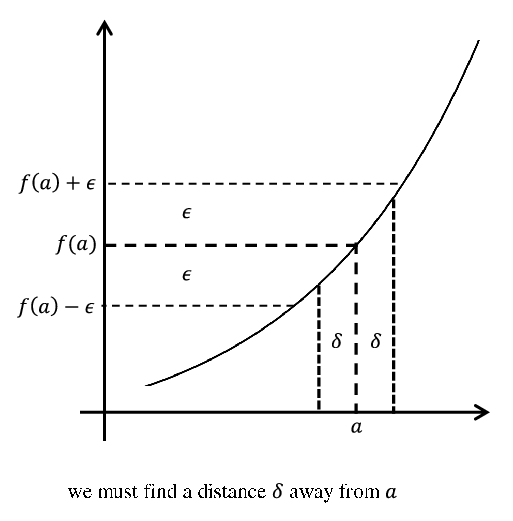 f(a) + ϵ
ϵ
f(a)
ϵ
f(a) − ϵ
δ δ
a
we must find a distance δ away from a